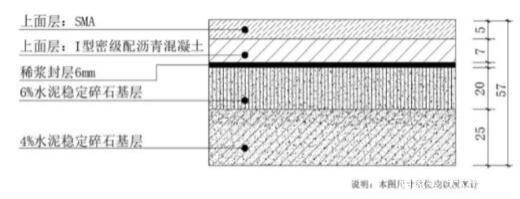 上面层：SMA
上面层：I型密级配沥青混凝土
稀浆封层6mm
6%水泥稳定碎石基层
4%水泥稳定碎石基层
5
7
20
25
57
说明：本图尺寸单位均以厘米计